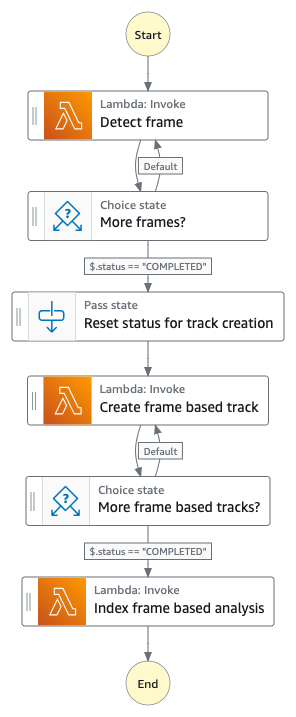 Start
Lambda: Invoke
Detect frame
Default
Choice state
More frames?
$.status == "COMPLETED"
Pass state
Reset status for track creation
Lambda: Invoke
Create frame based track
Default
Choice state
More frame based tracks?
$.status == "COMPLETED"
Lambda: Invoke
Index frame based analysis
End